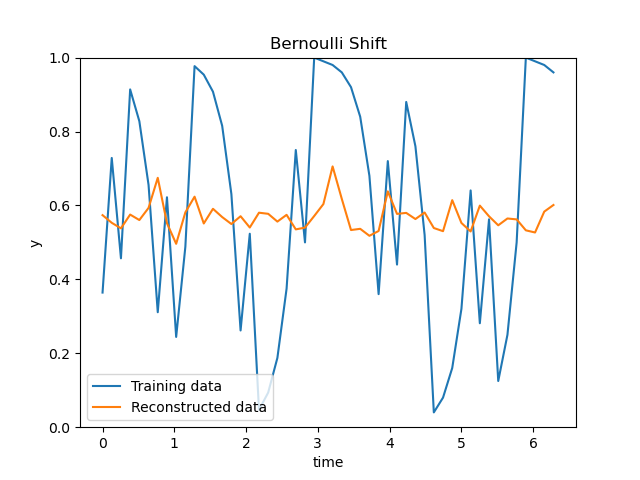 Bernoulli Shift
1.0
0.8
0.6
0.4
0.2
0.0
y
Training data
Reconstructed data
0 1 2 3 4 5 6
time